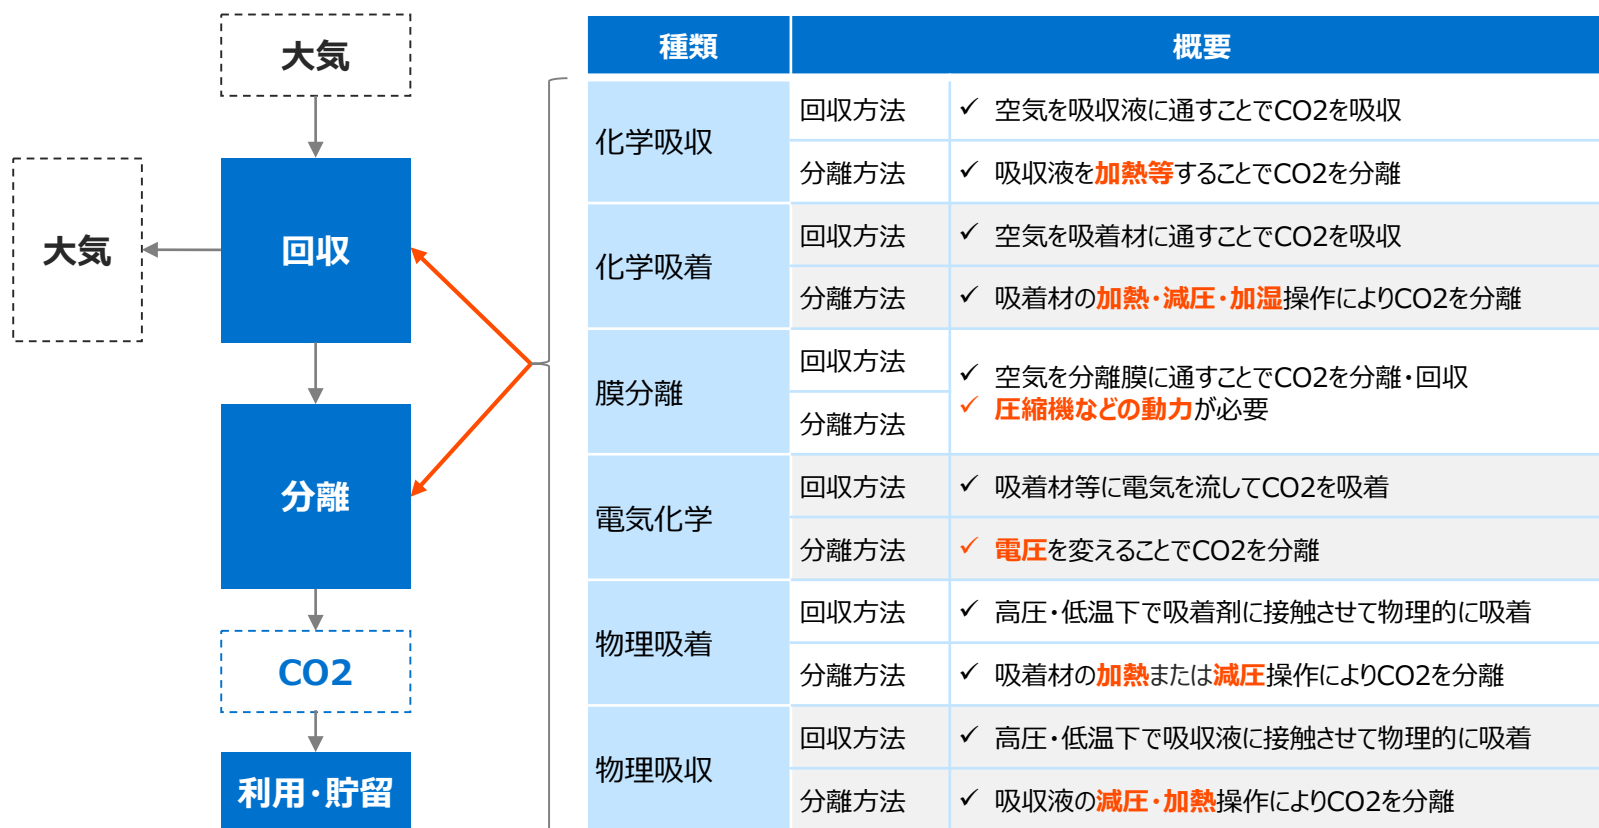 大気
大気
回収
分離
CO2
利用・貯留
種類
概要
化学吸収
回収方法
✓ 空気を吸収液に通すことでCO2を吸収
分離方法
✓ 吸収液を加熱等することでCO2を分離
化学吸着
回収方法
✓ 空気を吸着材に通すことでCO2を吸収
分離方法
✓ 吸着材の加熱・減圧・加湿操作によりCO2を分離
膜分離
回収方法
分離方法
✓ 空気を分離膜に通すことでCO2を分離・回収
✓ 圧縮機などの動力が必要
電気化学
回収方法
✓ 吸着材等に電気を流してCO2を吸着
分離方法
✓ 電圧を変えることでCO2を分離
物理吸着
回収方法
✓ 高圧・低温下で吸着剤に接触させて物理的に吸着
分離方法
✓ 吸着材の加熱または減圧操作によりCO2を分離
物理吸収
回収方法
✓ 高圧・低温下で吸収液に接触させて物理的に吸着
分離方法
✓ 吸収液の減圧・加熱操作によりCO2を分離